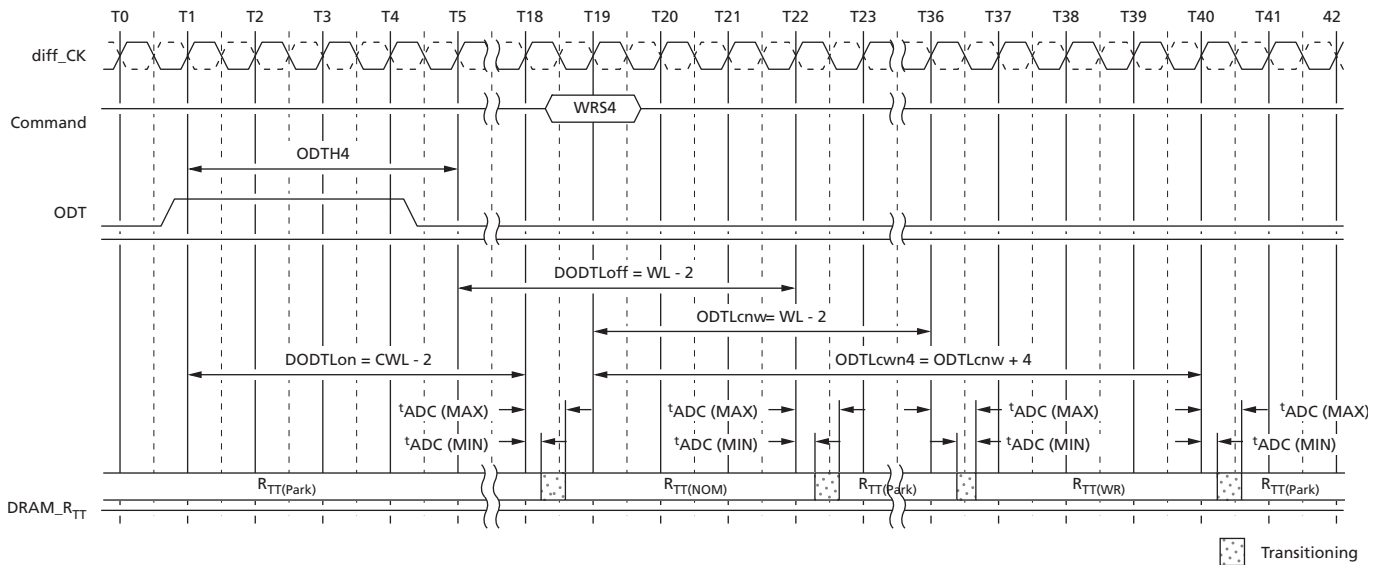 T0 T1 T2 T3 T4 T5 T18 T19 T20 T21 T22 T23 T36 T37 T38 T39 T40 T41 42
diff_CK
WRS4
Command
ODTH4
ODT
DODTLoff = WL - 2
ODTLcnw= WL - 2
DODTLon = CWL - 2 ODTLcwn4 = ODTLcnw + 4
tADC (MAX) tADC (MAX) tADC (MAX) tADC (MAX)
tADC (MIN) tADC (MIN) tADC (MIN) tADC (MIN)
RTT(Park) RTT(NOM) RTT(Park) RTT(WR) RTT(Park)
DRAM_RTT
Transitioning